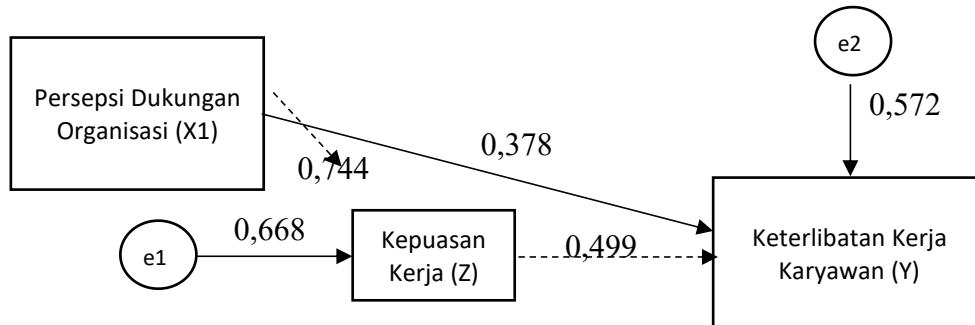 e2
Persepsi Dukungan
Organisasi (X1)
0,572
0,378
0,744
0,668
e1
Kepuasan
Kerja (Z)
0,499
Keterlibatan Kerja
Karyawan (Y)